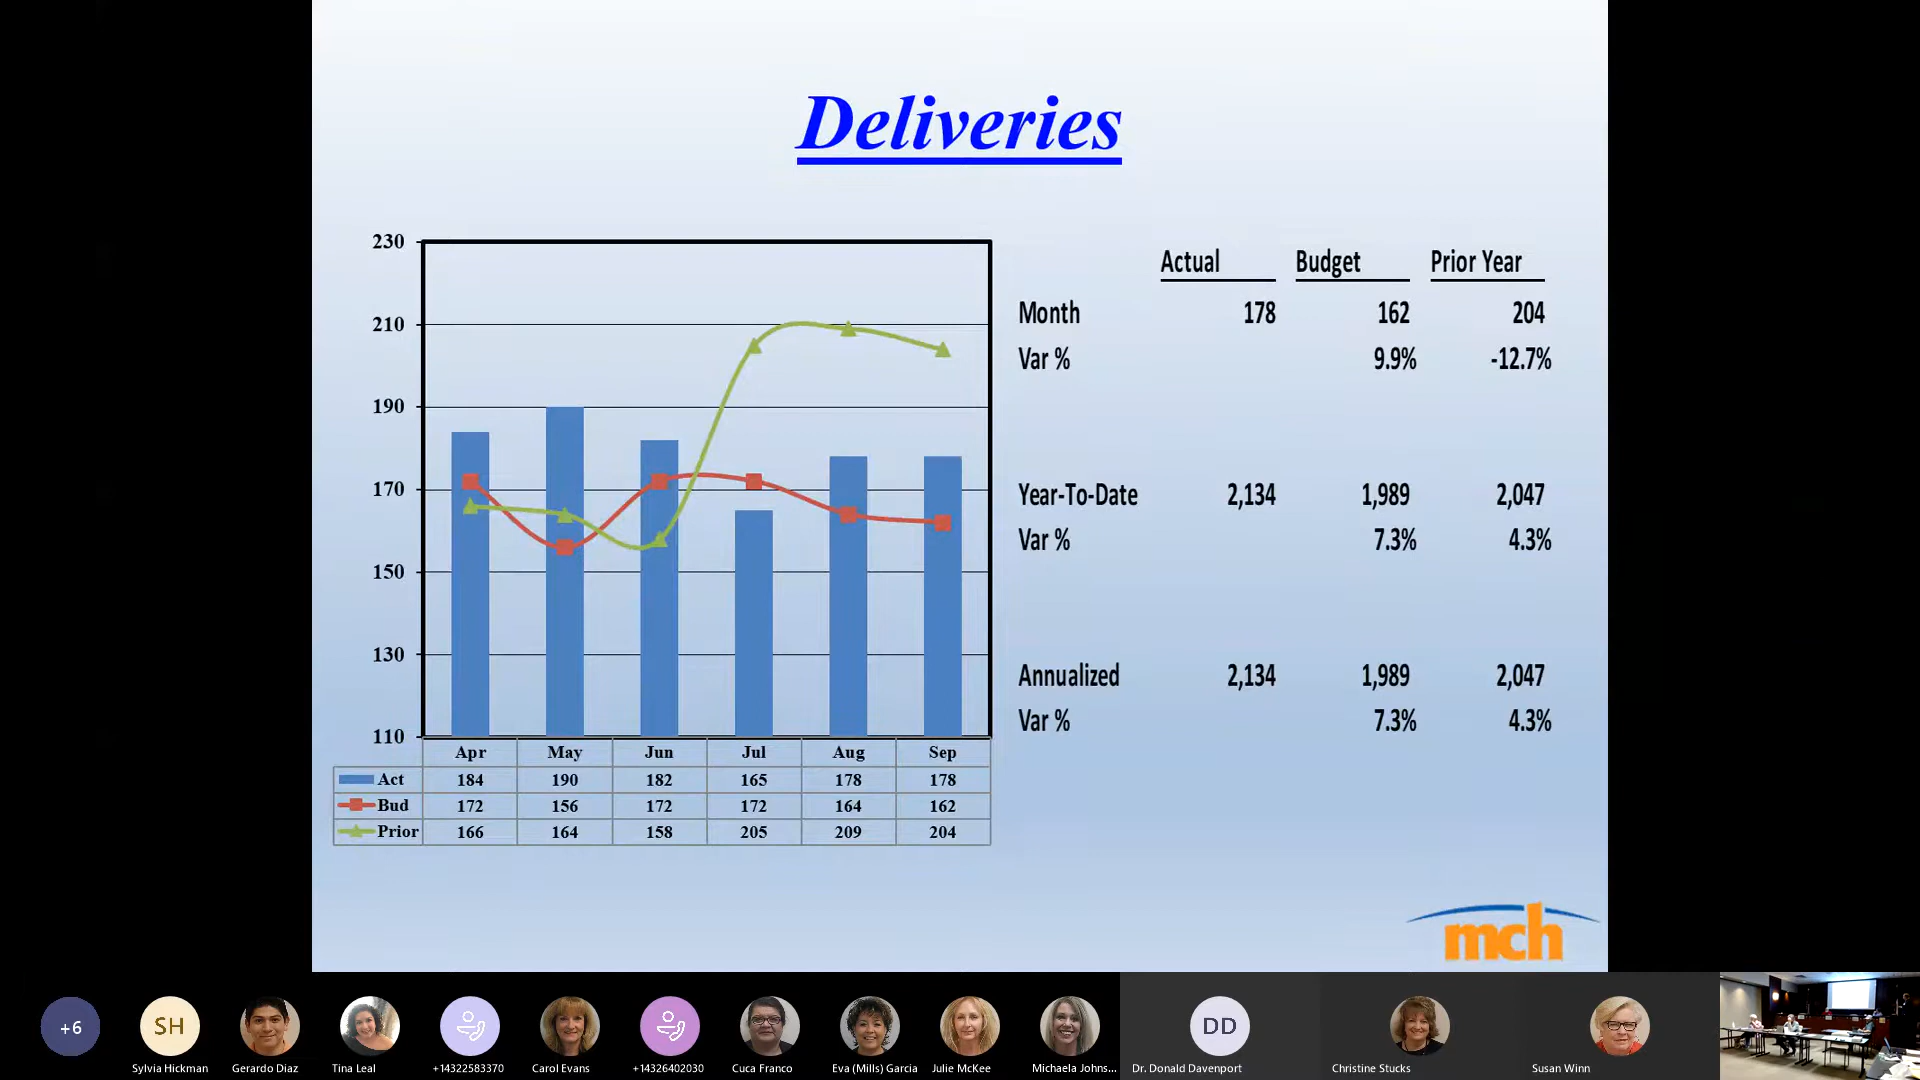 Deliveries
230
210
190
170
150
130
110
Apr May Jun Jul Aug Sep
Act 184 190 182 165 178 178
Bud 172 156 172 172 164 162
Prior 166 164 158 205 209 204
Actual Budget Prior Year
Month 178 162 204
Var % 9.9% -12.7%
Year-To-Date 2,134 1,989 2,047
Var % 7.3% 4.3%
Annualized 2,134 1,989 2,047
Var % 7.3% 4.3%
mch
+6 SH DD
Sylvia Hickman Gerardo Diaz Tina Leal +14322583370 Carol Evans +14326402030 Cuca Franco Eva (Mills) Garcia Julie McKee Michaela Johns... Dr. Donald Davenport Christine Stucks Susan Winn